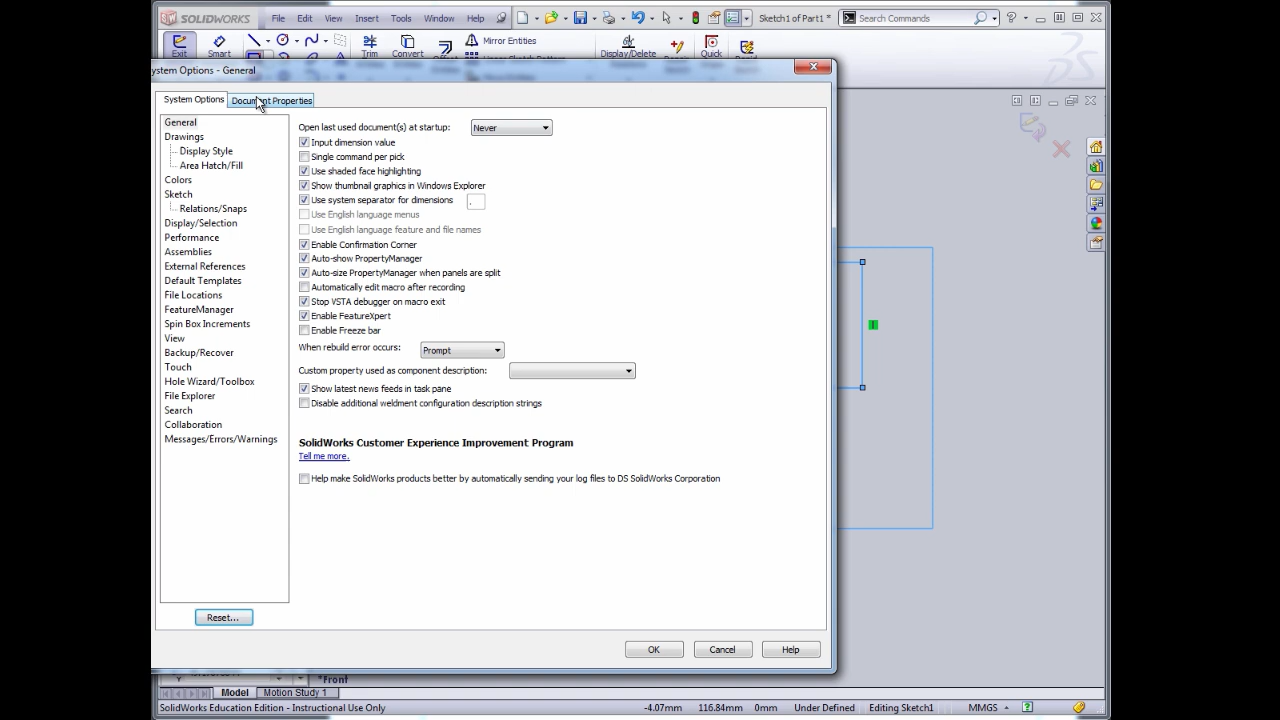 SOLIDWORKS File Edit View Insert Tools Window Help Sketch1 of Part1 * Search Commands
Exit Smart Trim Convert Mirror Entities Display/Delete Quick
System Options - General
System Options Document Properties
General
Drawings
Display Style
Area Hatch/Fill
Colors
Sketch
Relations/Snaps
Display/Selection
Performance
Assemblies
External References
Default Templates
File Locations
FeatureManager
Spin Box Increments
View
Backup/Recover
Touch
Hole Wizard/Toolbox
File Explorer
Search
Collaboration
Messages/Errors/Warnings
Reset...
Open last used document(s) at startup: Never
Input dimension value
Single command per pick
Use shaded face highlighting
Show thumbnail graphics in Windows Explorer
Use system separator for dimensions .
Use English language menus
Use English language feature and file names
Enable Confirmation Corner
Auto-show PropertyManager
Auto-size PropertyManager when panels are split
Automatically edit macro after recording
Stop VSTA debugger on macro exit
Enable FeatureXpert
Enable Freeze bar
When rebuild error occurs: Prompt
Custom property used as component description:
Show latest news feeds in task pane
Disable additional weldment configuration description strings
SolidWorks Customer Experience Improvement Program
Tell me more.
Help make SolidWorks products better by automatically sending your log files to DS SolidWorks Corporation
OK Cancel Help
*Front
Model Motion Study 1
SolidWorks Education Edition - Instructional Use Only -4.07mm 116.84mm 0mm Under Defined Editing Sketch1 MMGS